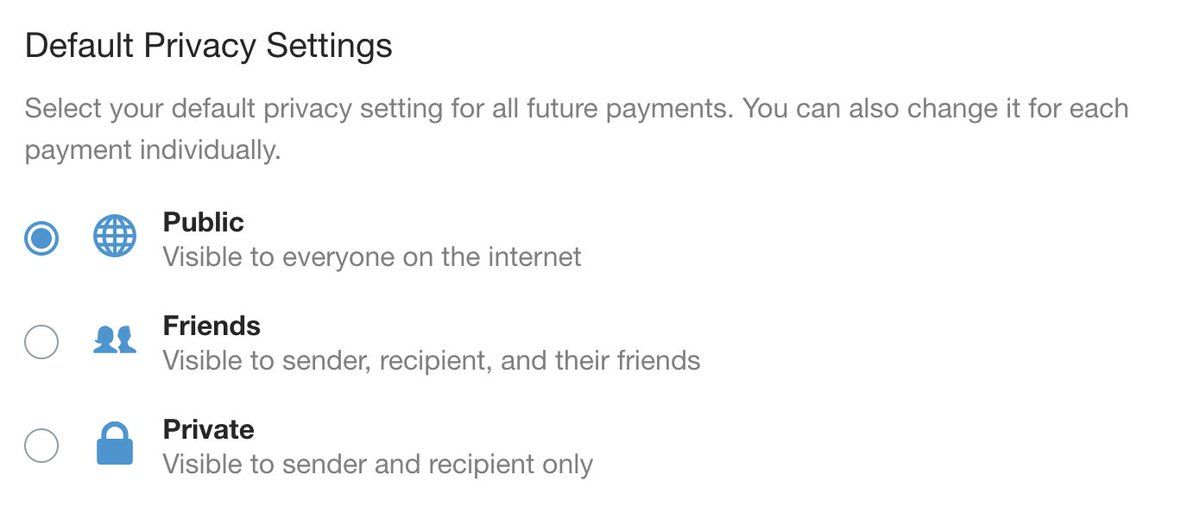 Default Privacy Settings
Select your default privacy setting for all future payments. You can also change it for each
payment individually.
Public
Visible to everyone on the internet
Friends
Visible to sender, recipient, and their friends
Private
Visible to sender and recipient only